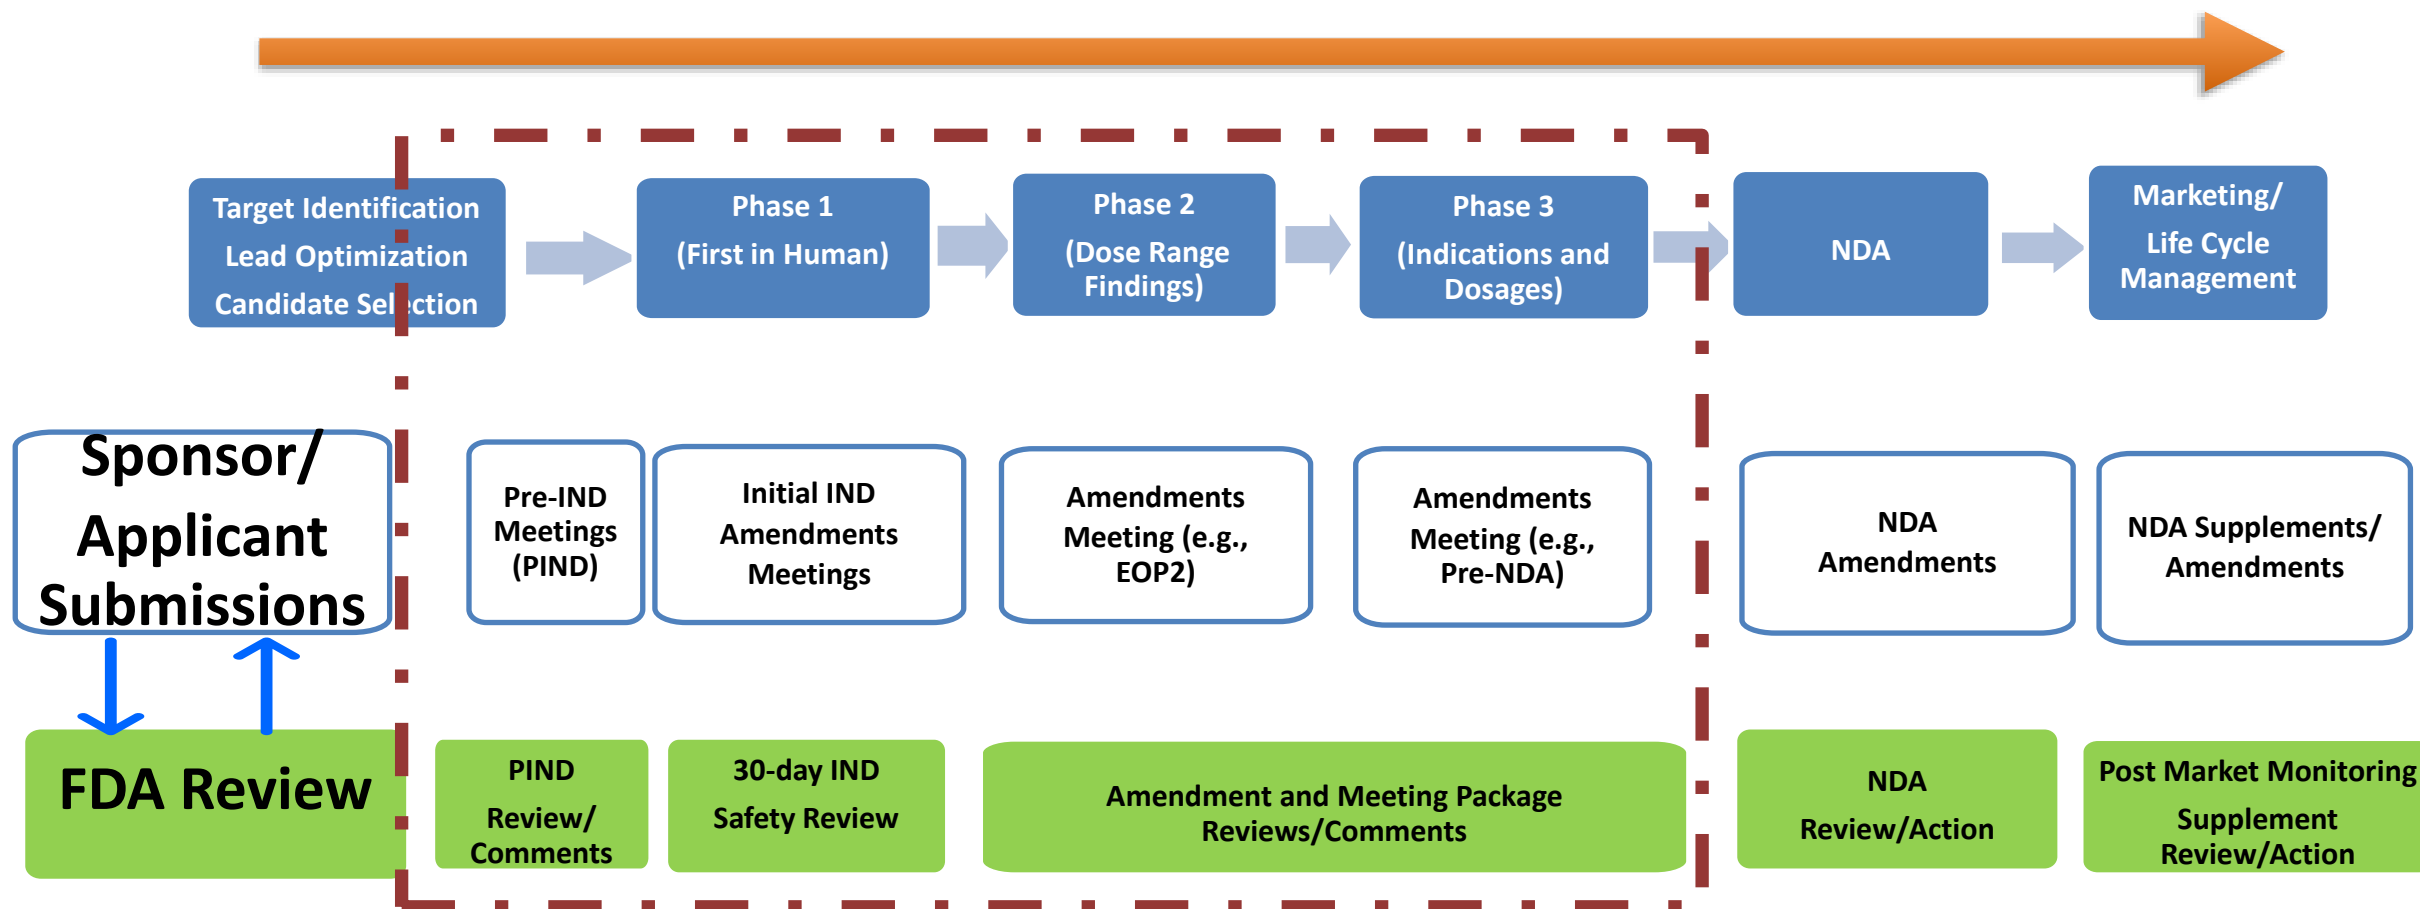 Target Identification
Lead Optimization
Candidate Selection
Phase 1
(First in Human)
Phase 2
(Dose Range
Findings)
Phase 3
(Indications and
Dosages)
NDA
Marketing/
Life Cycle
Management
Sponsor/
Applicant
Submissions
Pre-IND
Meetings
(PIND)
Initial IND
Amendments
Meetings
Amendments
Meeting (e.g.,
EOP2)
Amendments
Meeting (e.g.,
Pre-NDA)
NDA
Amendments
NDA Supplements/
Amendments
FDA Review
PIND
Review/
Comments
30-day IND
Safety Review
Amendment and Meeting Package
Reviews/Comments
NDA
Review/Action
Post Market Monitoring
Supplement
Review/Action